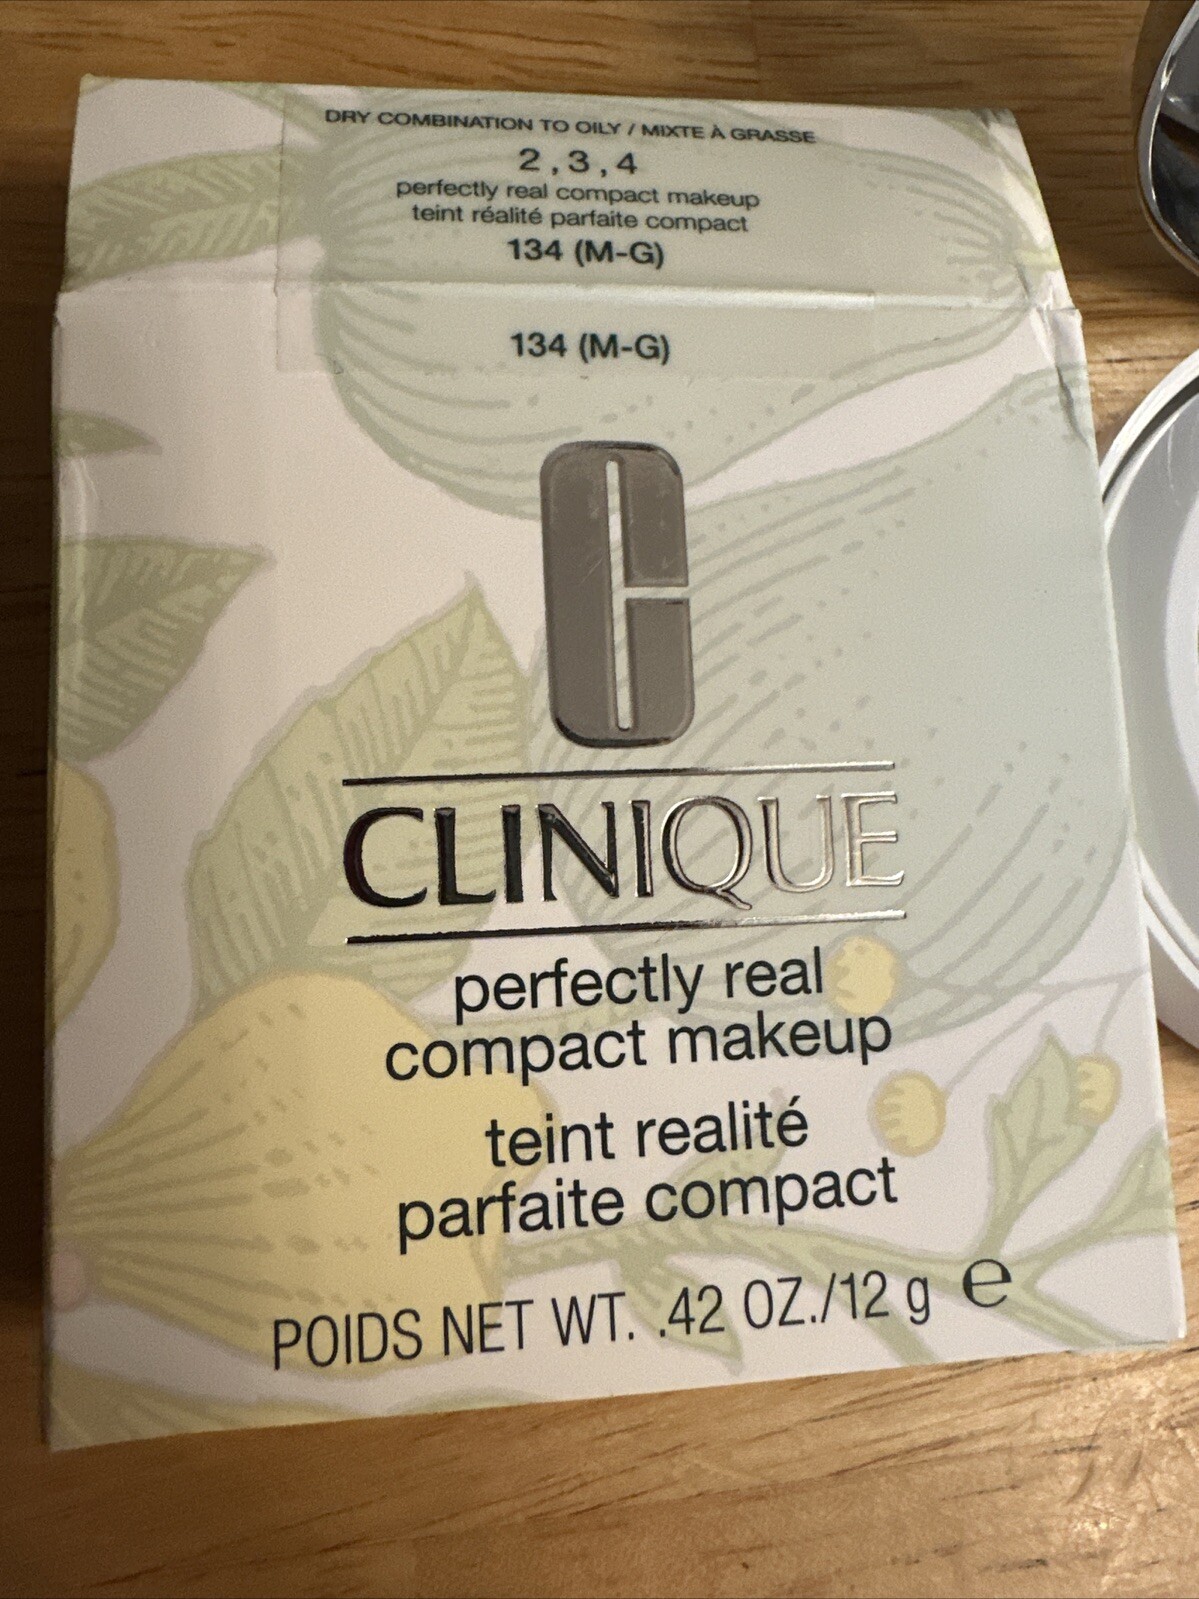 DRY COMBINATION TO OILY / MIXTE À GRASSE
2 , 3 , 4
perfectly real compact makeup
teint réalité parfaite compact
134 (M-G)
134 (M-G)
C
CLINIQUE
perfectly real
compact makeup
teint realité
parfaite compact
POIDS NET WT. .42 OZ./12 g ℮